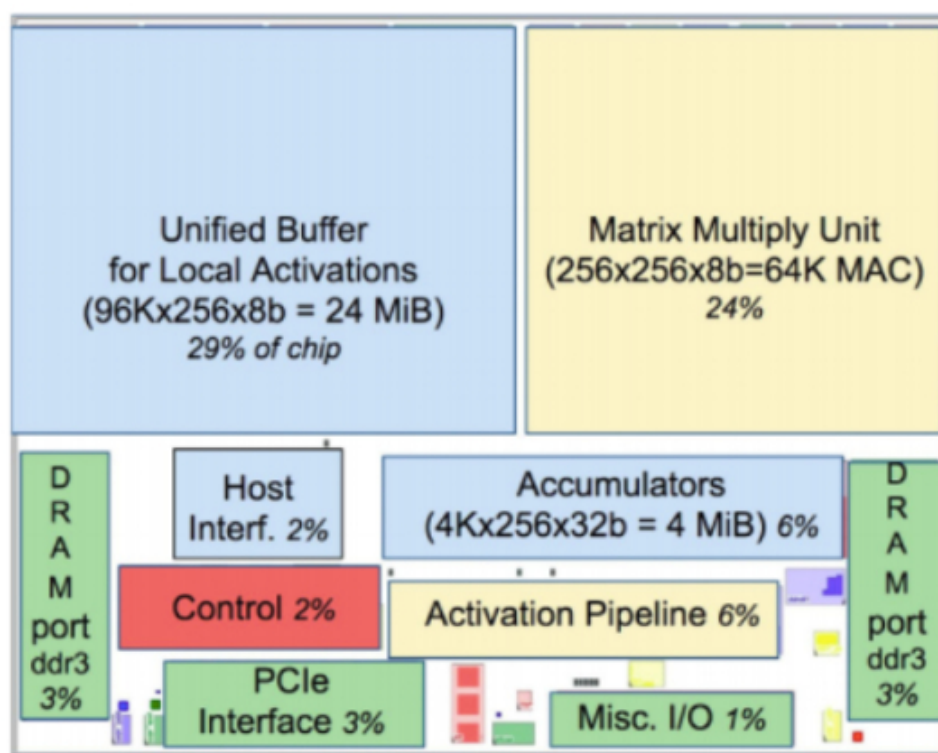 Unified Buffer
for Local Activations
(96Kx256x8b = 24 MiB)
29% of chip
Matrix Multiply Unit
(256x256x8b=64K MAC)
24%
D
R
A
M
port
ddr3
3%
Host
Interf. 2%
Accumulators
(4Kx256x32b = 4 MiB) 6%
Control 2%
Activation Pipeline 6%
PCIe
Interface 3%
Misc. I/O 1%
D
R
A
M
port
ddr3
3%